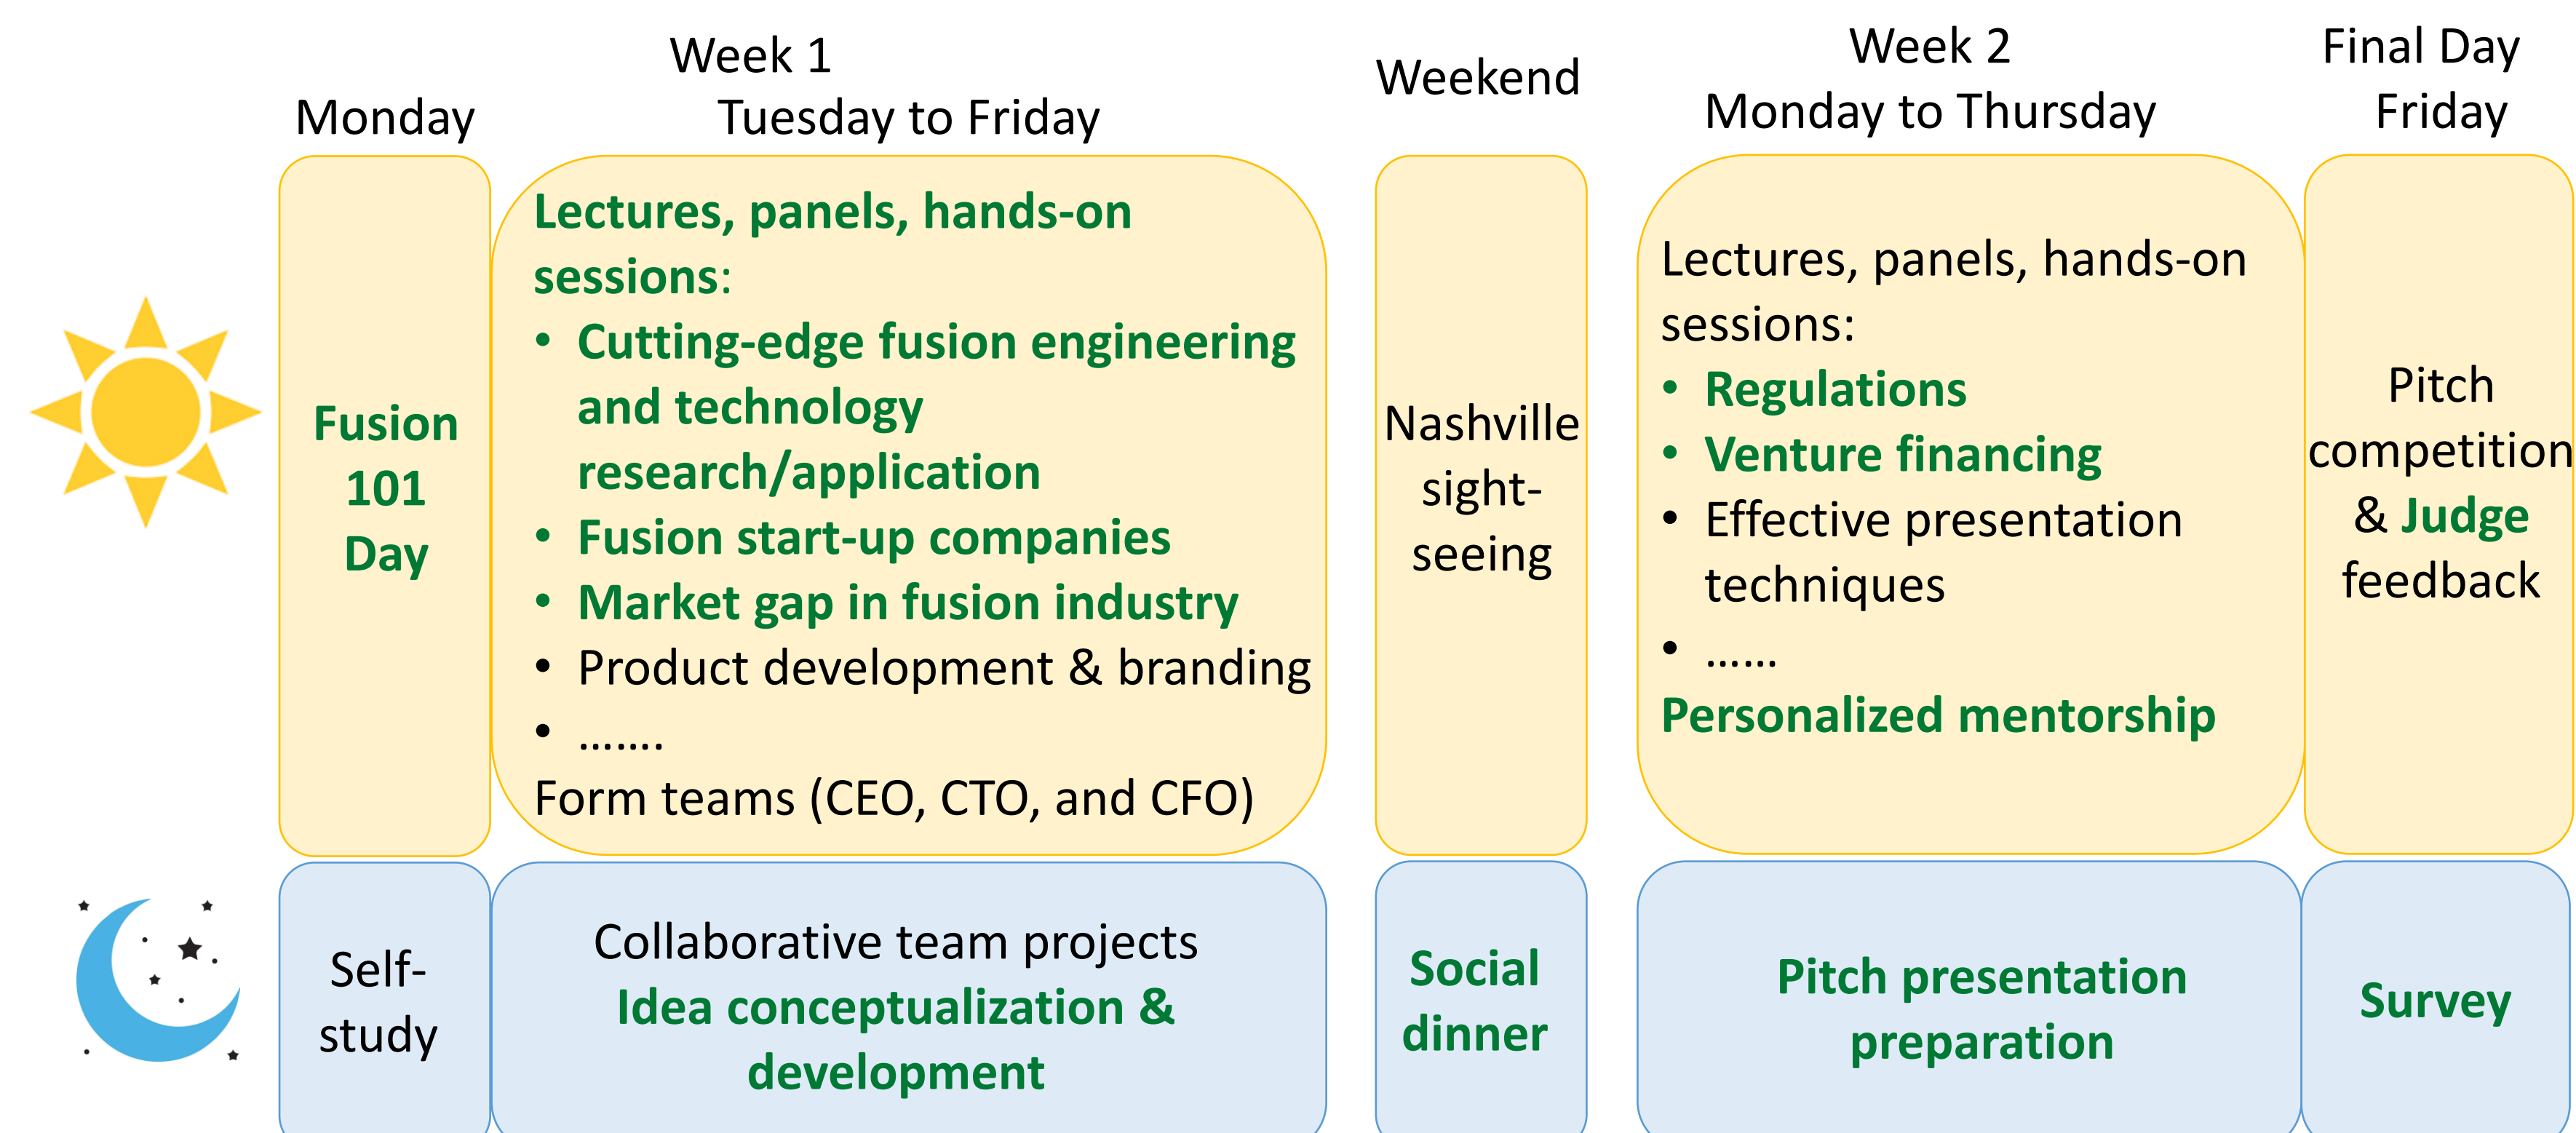 Week 1
Monday
Tuesday to Friday
Weekend
Week 2
Monday to Thursday
Final Day
Friday
Fusion
101
Day
Lectures, panels, hands-on
sessions:
• Cutting-edge fusion engineering
and technology
research/application
• Fusion start-up companies
• Market gap in fusion industry
• Product development & branding
• …….
Form teams (CEO, CTO, and CFO)
Nashville
sight-
seeing
Lectures, panels, hands-on
sessions:
• Regulations
• Venture financing
• Effective presentation
techniques
• ……
Personalized mentorship
Pitch
competition
& Judge
feedback
Self-
study
Collaborative team projects
Idea conceptualization &
development
Social
dinner
Pitch presentation
preparation
Survey